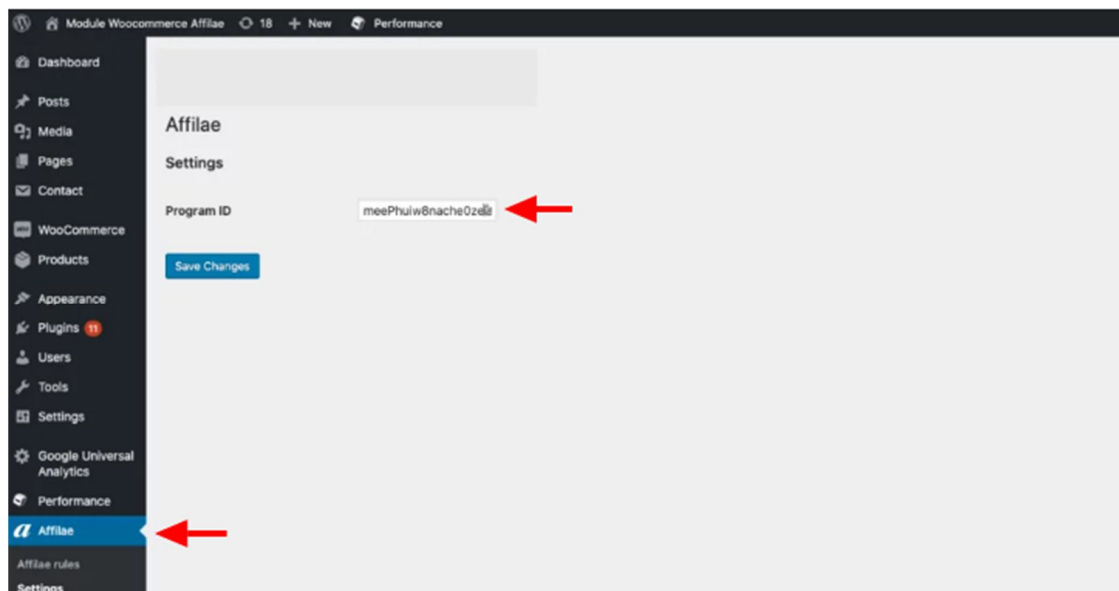 Module Woocommerce Affilae 18 New Performance
Dashboard
Posts
Media
Pages
Contact
WooCommerce
Products
Appearance
Plugins 11
Users
Tools
Settings
Google Universal
Analytics
Performance
Affilae
Affilae rules
Settings
Affilae
Settings
Program ID
Save Changes